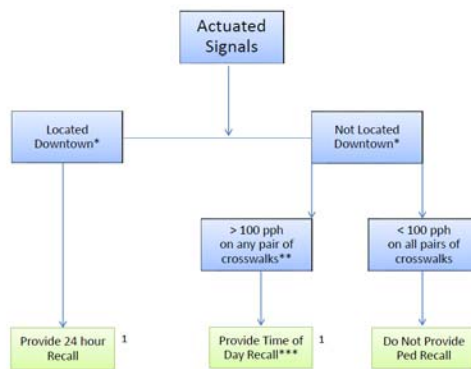 Actuated
Signals
Located
Downtown*
Not Located
Downtown*
> 100 pph
on any pair of
crosswalks**
< 100 pph
on all pairs of
crosswalks
Provide 24 hour
Recall
1
Provide Time of
Day Recall***
1
Do Not Provide
Ped Recall